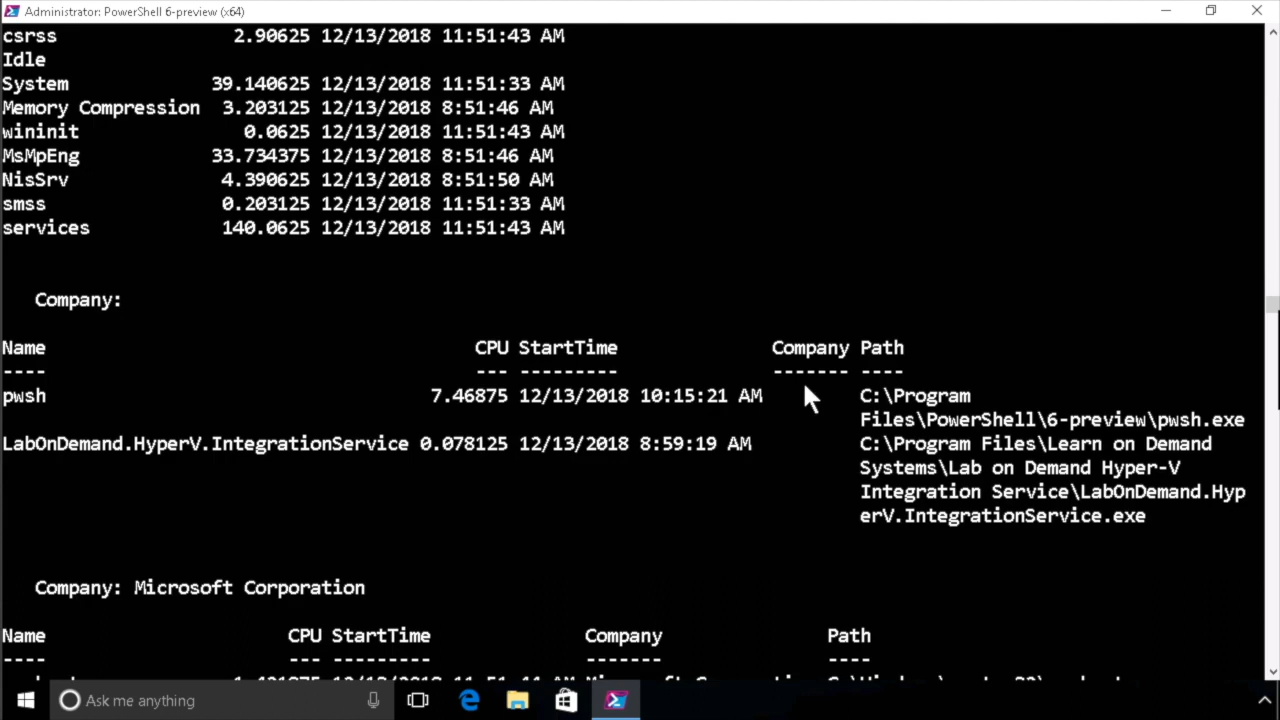 Administrator: PowerShell 6-preview (x64)
csrss 2.90625 12/13/2018 11:51:43 AM
Idle
System 39.140625 12/13/2018 11:51:33 AM
Memory Compression 3.203125 12/13/2018 8:51:46 AM
wininit 0.0625 12/13/2018 11:51:43 AM
MsMpEng 33.734375 12/13/2018 8:51:46 AM
NisSrv 4.390625 12/13/2018 8:51:50 AM
smss 0.203125 12/13/2018 11:51:33 AM
services 140.0625 12/13/2018 11:51:43 AM
Company:
Name CPU StartTime Company Path
---- --- --------- ------- ----
pwsh 7.46875 12/13/2018 10:15:21 AM C:\Program
Files\PowerShell\6-preview\pwsh.exe
LabOnDemand.HyperV.IntegrationService 0.078125 12/13/2018 8:59:19 AM C:\Program Files\Learn on Demand
Systems\Lab on Demand Hyper-V
Integration Service\LabOnDemand.Hyp
erV.IntegrationService.exe
Company: Microsoft Corporation
Name CPU StartTime Company Path
---- --- --------- ------- ----
Ask me anything